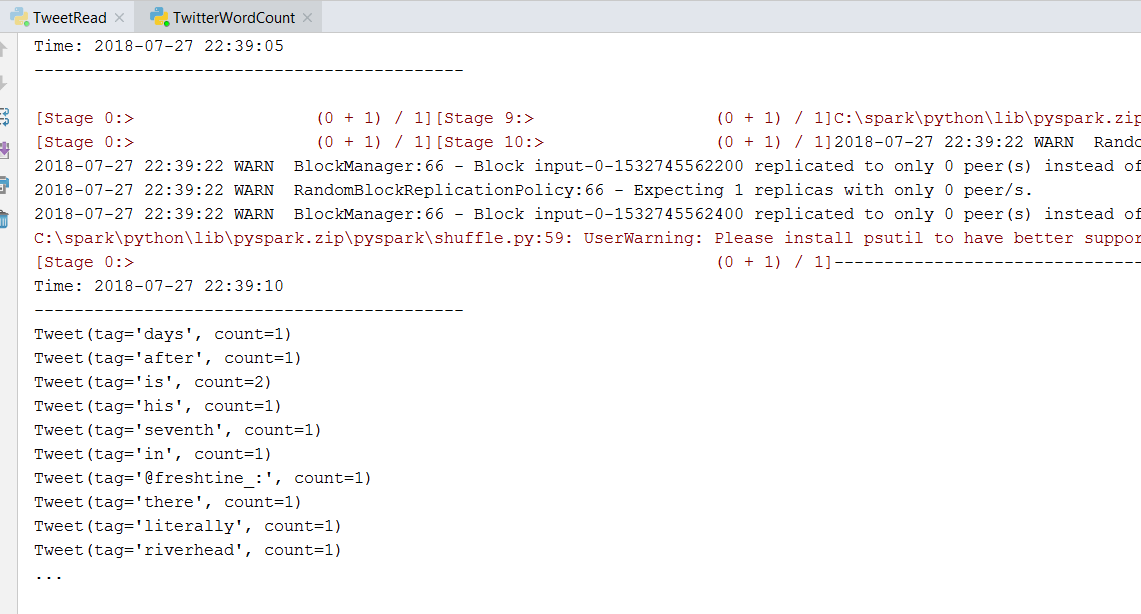 TweetRead TwitterWordCount
Time: 2018-07-27 22:39:05
-------------------------------------------
[Stage 0:> (0 + 1) / 1][Stage 9:> (0 + 1) / 1]C:\spark\python\lib\pyspark.zip
[Stage 0:> (0 + 1) / 1][Stage 10:> (0 + 1) / 1]2018-07-27 22:39:22 WARN Rando
2018-07-27 22:39:22 WARN BlockManager:66 - Block input-0-1532745562200 replicated to only 0 peer(s) instead of
2018-07-27 22:39:22 WARN RandomBlockReplicationPolicy:66 - Expecting 1 replicas with only 0 peer/s.
2018-07-27 22:39:22 WARN BlockManager:66 - Block input-0-1532745562400 replicated to only 0 peer(s) instead of
C:\spark\python\lib\pyspark.zip\pyspark\shuffle.py:59: UserWarning: Please install psutil to have better suppor
[Stage 0:> (0 + 1) / 1]-------------------------------
Time: 2018-07-27 22:39:10
-------------------------------------------
Tweet(tag='days', count=1)
Tweet(tag='after', count=1)
Tweet(tag='is', count=2)
Tweet(tag='his', count=1)
Tweet(tag='seventh', count=1)
Tweet(tag='in', count=1)
Tweet(tag='@freshtine_:', count=1)
Tweet(tag='there', count=1)
Tweet(tag='literally', count=1)
Tweet(tag='riverhead', count=1)
...